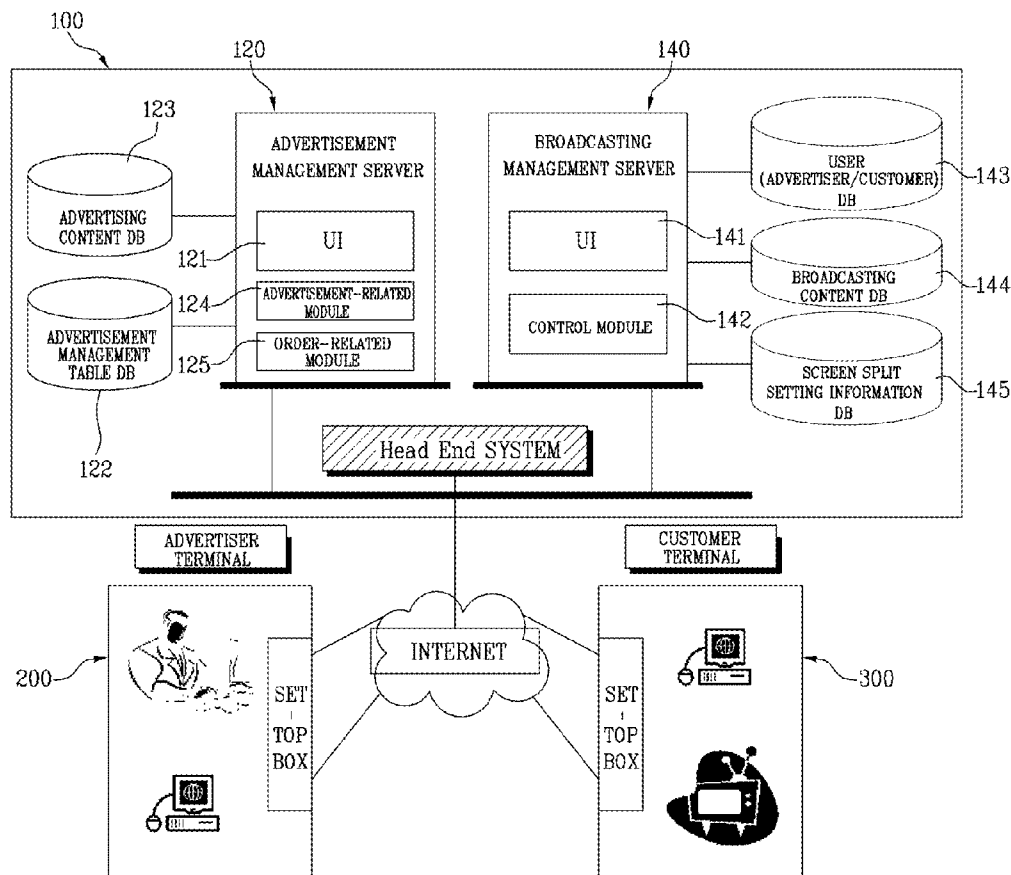 100
120
140
123
ADVERTISEMENT
MANAGEMENT SERVER
BROADCASTING
MANAGEMENT SERVER
USER
(ADVERTISER/CUSTOMER)
DB
143
ADVERTISING
CONTENT DB
121
UI
UI
141
BROADCASTING
CONTENT DB
144
124
ADVERTISEMENT-RELATED
MODULE
CONTROL MODULE
142
ADVERTISEMENT
MANAGEMENT
TABLE DB
125
ORDER-RELATED
MODULE
SCREEN SPLIT
SETTING INFORMATION
DB
145
122
Head End SYSTEM
ADVERTISER
TERMINAL
CUSTOMER
TERMINAL
INTERNET
200
SET
-
TOP
BOX
SET
-
TOP
BOX
300